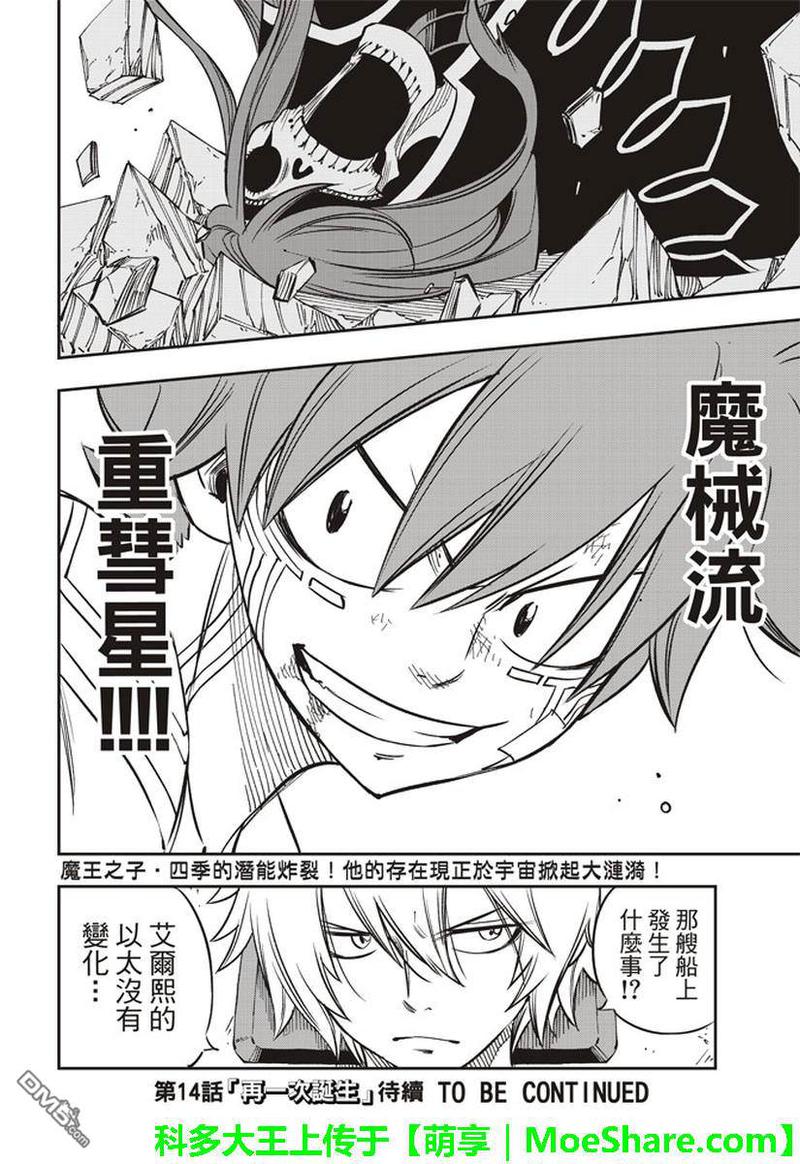 魔械流
重彗星!!!!
魔王之子．四季的潛能炸裂！他的存在現正於宇宙掀起大漣漪！
那艘船上
發生了
什麼事!?
艾爾熙的
以太沒有
變化…
第14話「再一次誕生」待續 TO BE CONTINUED
DM5.COM
科多大王上传于【萌享｜MoeShare.com】